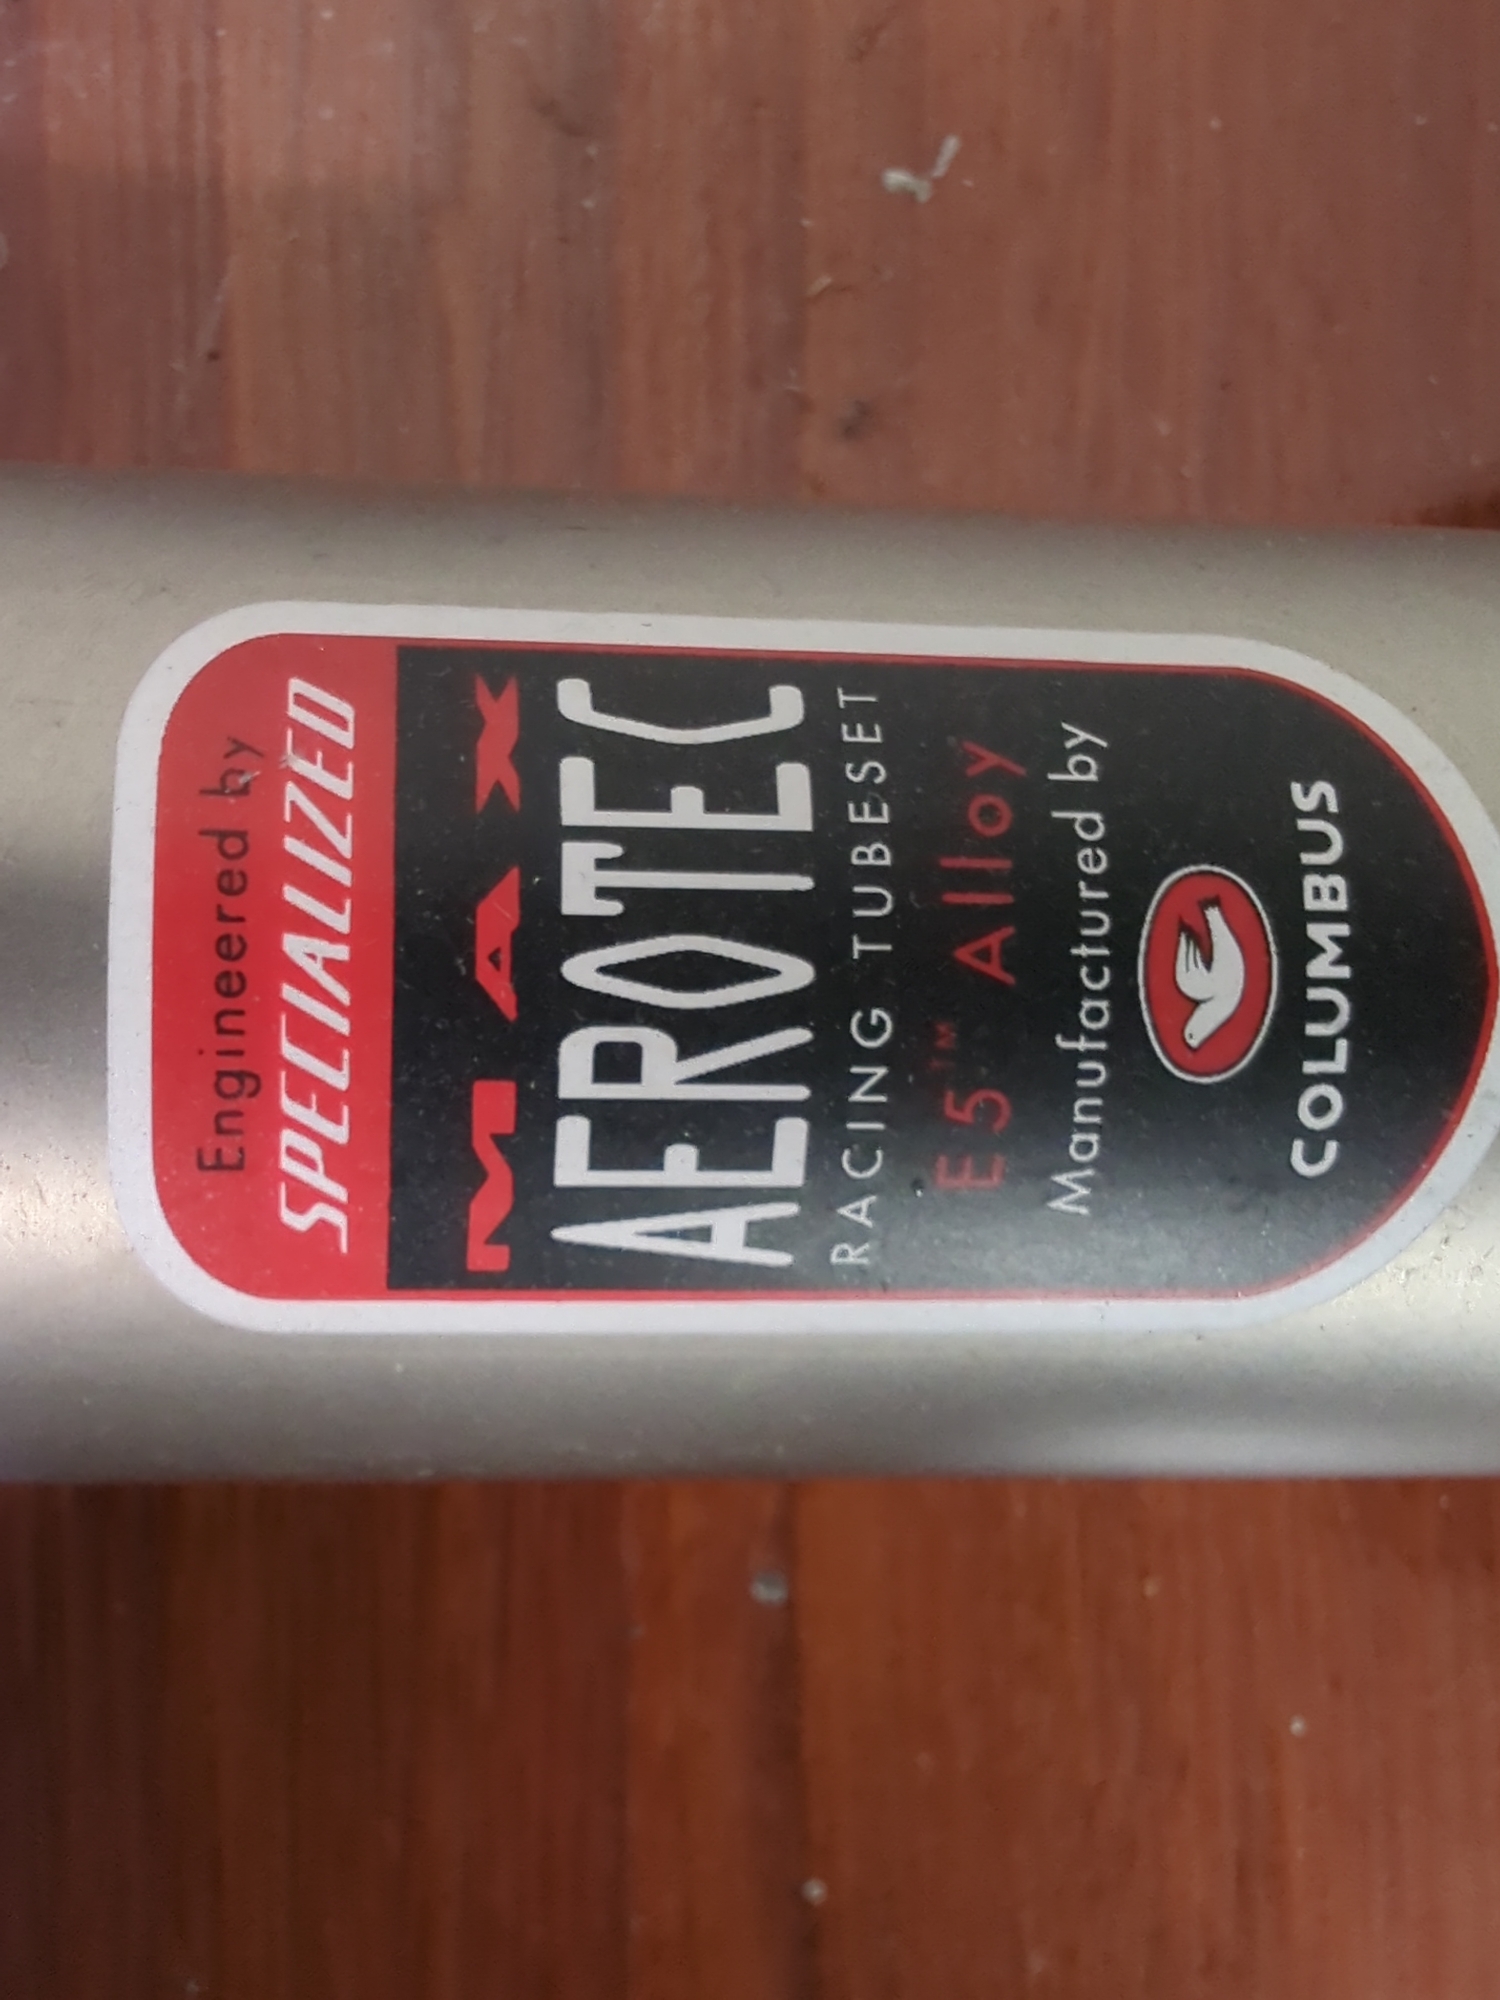 Engineered by
SPECIALIZED
MAX
AEROTEC
RACING TUBESET
E5™ Alloy
Manufactured by
COLUMBUS